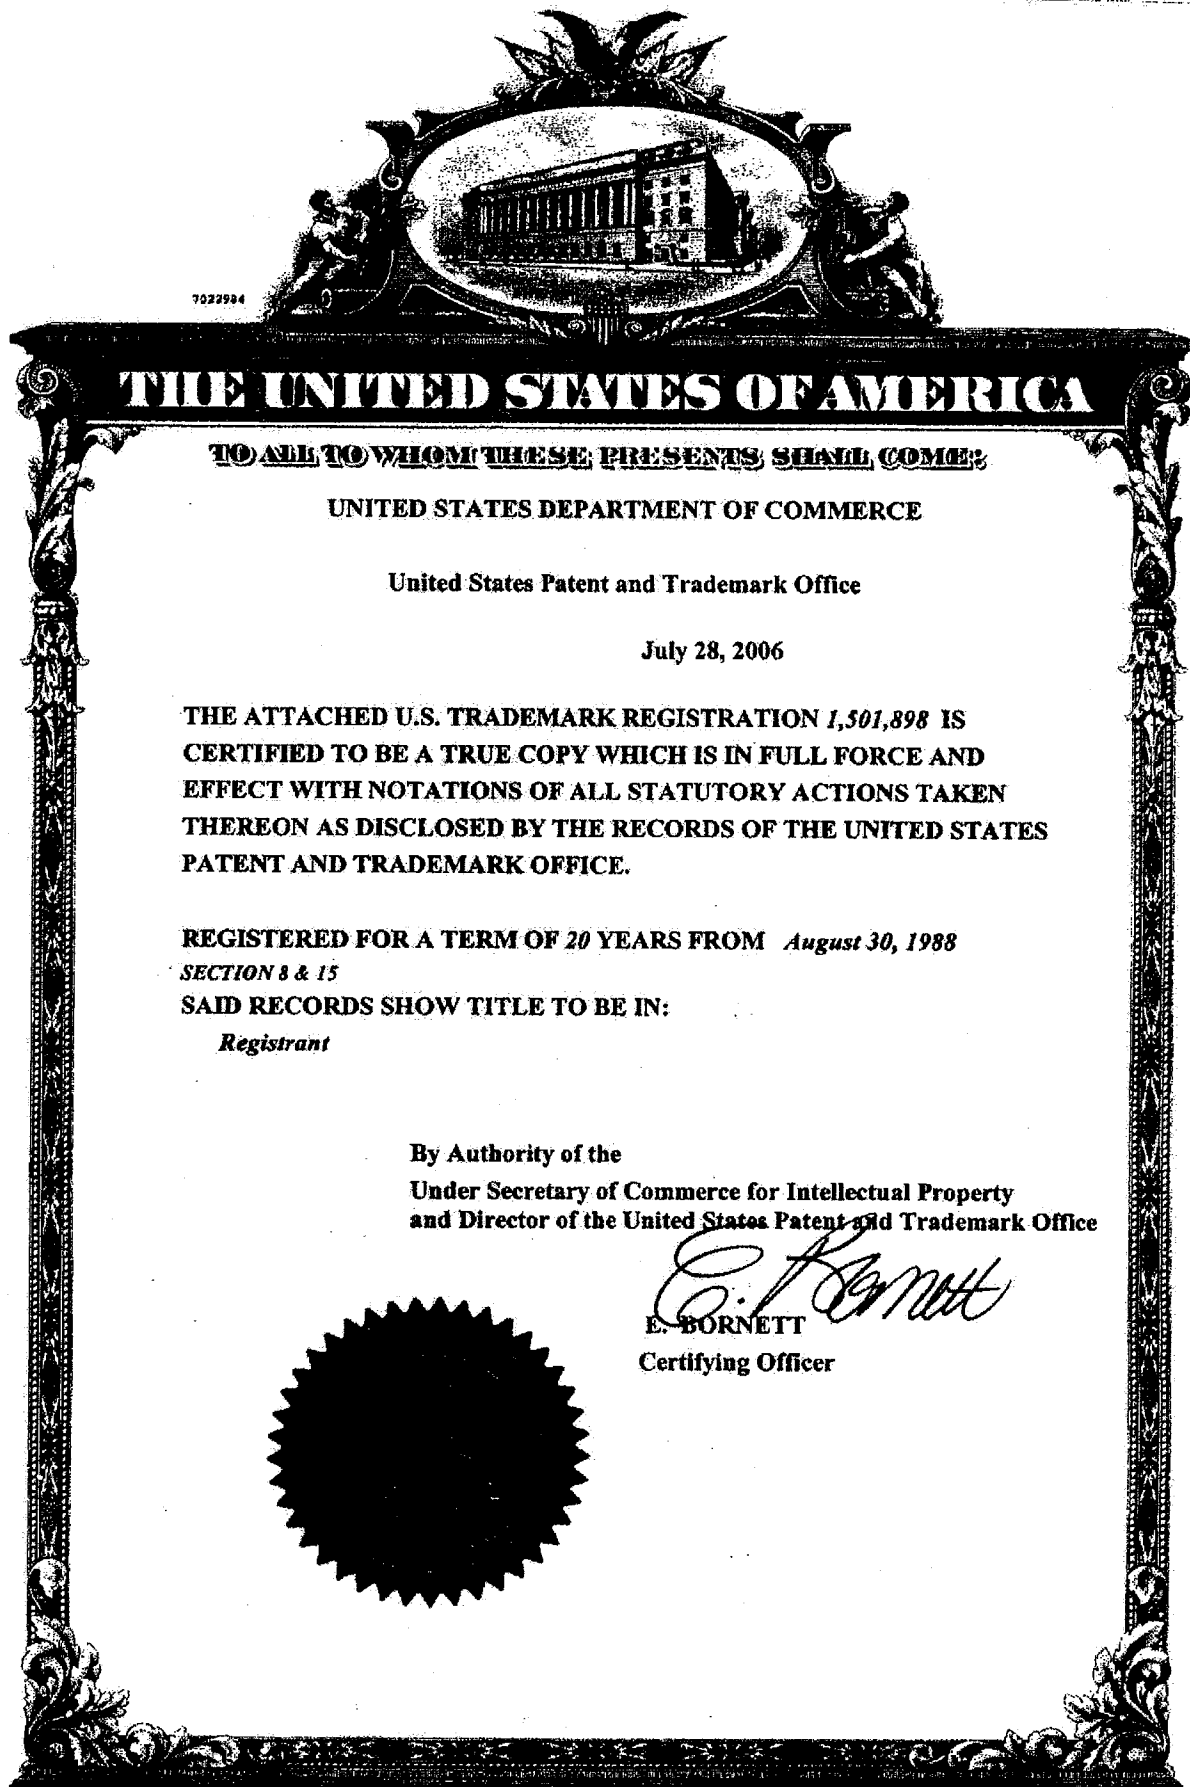 7022984
THE UNITED STATES OF AMERICA
TO ALL TO WHOM THESE PRESENTS SHALL COME:
UNITED STATES DEPARTMENT OF COMMERCE
United States Patent and Trademark Office
July 28, 2006
THE ATTACHED U.S. TRADEMARK REGISTRATION 1,501,898 IS
CERTIFIED TO BE A TRUE COPY WHICH IS IN FULL FORCE AND
EFFECT WITH NOTATIONS OF ALL STATUTORY ACTIONS TAKEN
THEREON AS DISCLOSED BY THE RECORDS OF THE UNITED STATES
PATENT AND TRADEMARK OFFICE.
REGISTERED FOR A TERM OF 20 YEARS FROM August 30, 1988
SECTION 8 & 15
SAID RECORDS SHOW TITLE TO BE IN:
Registrant
By Authority of the
Under Secretary of Commerce for Intellectual Property
and Director of the United States Patent and Trademark Office
E. Bornett
E. BORNETT
Certifying Officer